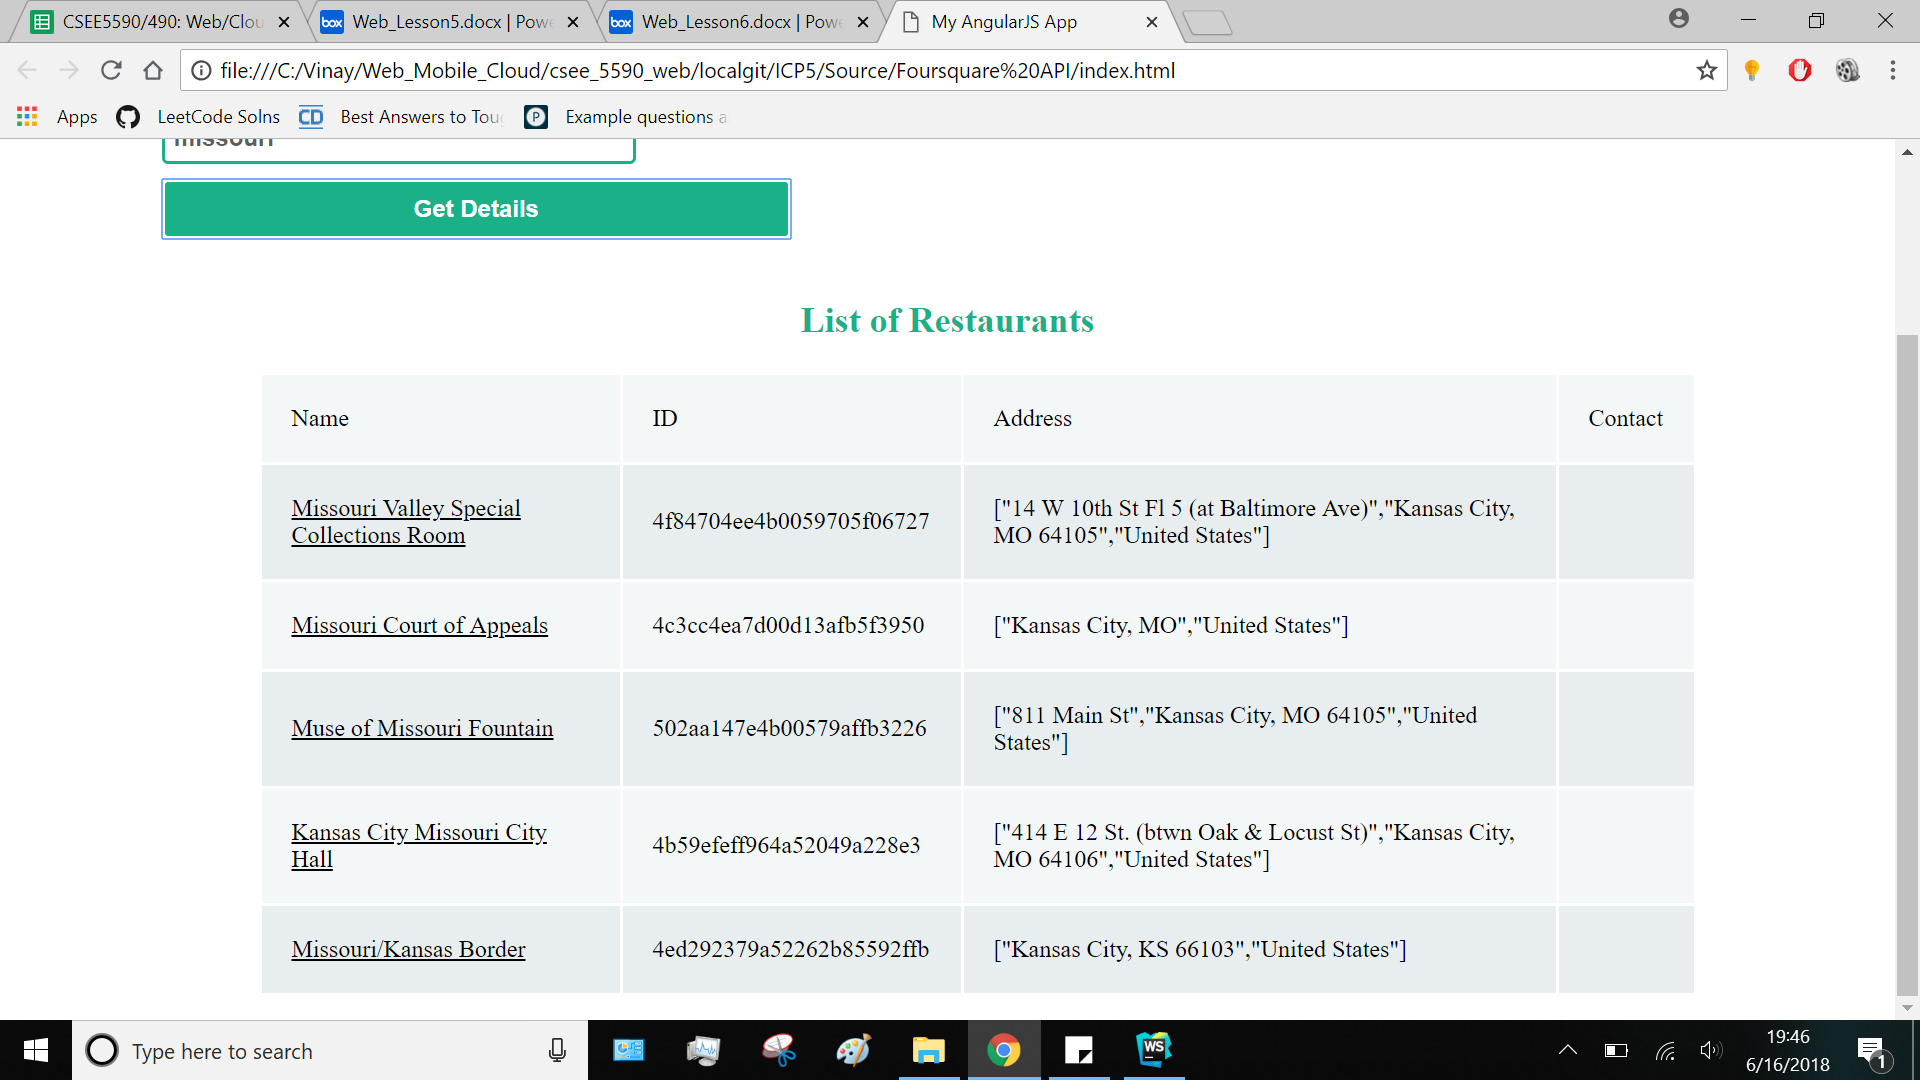 CSEE5590/490: Web/Clou
Web_Lesson5.docx | Powe
Web_Lesson6.docx | Powe
My AngularJS App
file:///C:/Vinay/Web_Mobile_Cloud/csee_5590_web/localgit/ICP5/Source/Foursquare%20API/index.html
Apps
LeetCode Solns
CD
Best Answers to Toug
P
Example questions a
missouri
Get Details
List of Restaurants
Name
ID
Address
Contact
Missouri Valley Special
Collections Room
4f84704ee4b0059705f06727
["14 W 10th St Fl 5 (at Baltimore Ave)","Kansas City,
MO 64105","United States"]
Missouri Court of Appeals
4c3cc4ea7d00d13afb5f3950
["Kansas City, MO","United States"]
Muse of Missouri Fountain
502aa147e4b00579affb3226
["811 Main St","Kansas City, MO 64105","United
States"]
Kansas City Missouri City
Hall
4b59efeff964a52049a228e3
["414 E 12 St. (btwn Oak & Locust St)","Kansas City,
MO 64106","United States"]
Missouri/Kansas Border
4ed292379a52262b85592ffb
["Kansas City, KS 66103","United States"]
Type here to search
WS
19:46
6/16/2018
1